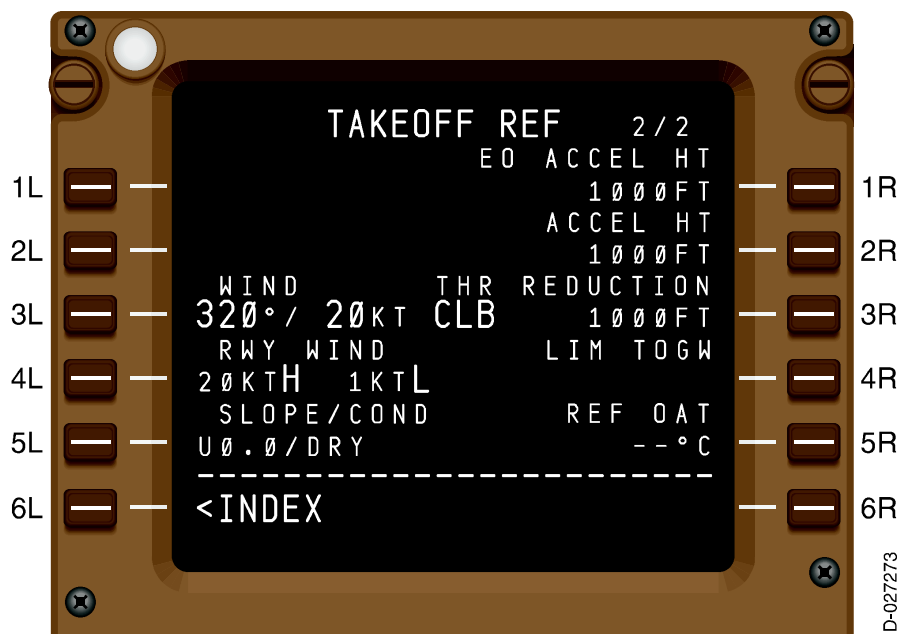 TAKEOFF REF 2/2
EO ACCEL HT
1L 1000FT 1R
ACCEL HT
2L 1000FT 2R
WIND THR REDUCTION
3L 320°/ 20KT CLB 1000FT 3R
RWY WIND LIM TOGW
4L 20KTH 1KTL 4R
SLOPE/COND REF OAT
5L U0.0/DRY --°C 5R
--------------------------------
6L <INDEX 6R
D-027273